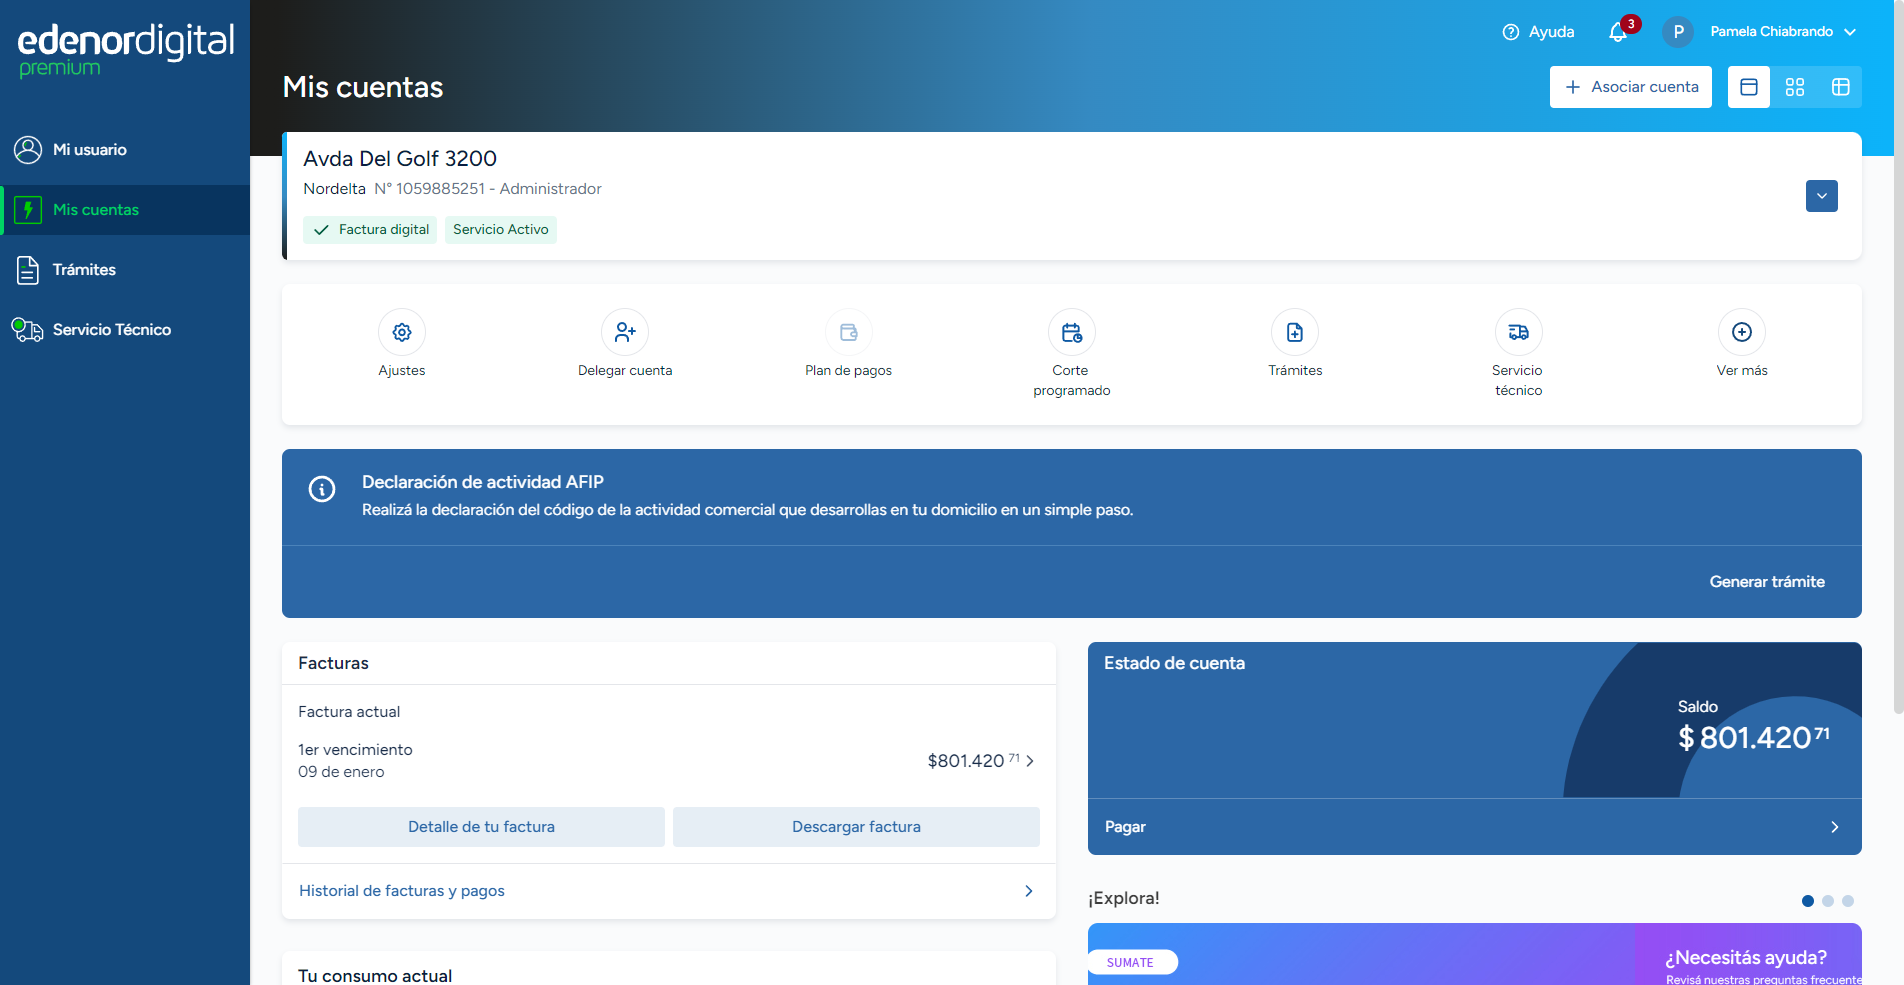 edenordigital
premium
Mi usuario
Mis cuentas
Trámites
Servicio Técnico
Ayuda
3
P
Pamela Chiabrando
Mis cuentas
Asociar cuenta
Avda Del Golf 3200
Nordelta N° 1059885251 - Administrador
Factura digital
Servicio Activo
Ajustes
Delegar cuenta
Plan de pagos
Corte
programado
Trámites
Servicio
técnico
Ver más
Declaración de actividad AFIP
Realizá la declaración del código de la actividad comercial que desarrollas en tu domicilio en un simple paso.
Generar trámite
Facturas
Factura actual
1er vencimiento
09 de enero
$801.420 71
Detalle de tu factura
Descargar factura
Historial de facturas y pagos
Tu consumo actual
Estado de cuenta
Saldo
$ 801.420 71
Pagar
¡Explora!
SUMATE
¿Necesitás ayuda?
Revisá nuestras preguntas frecuente